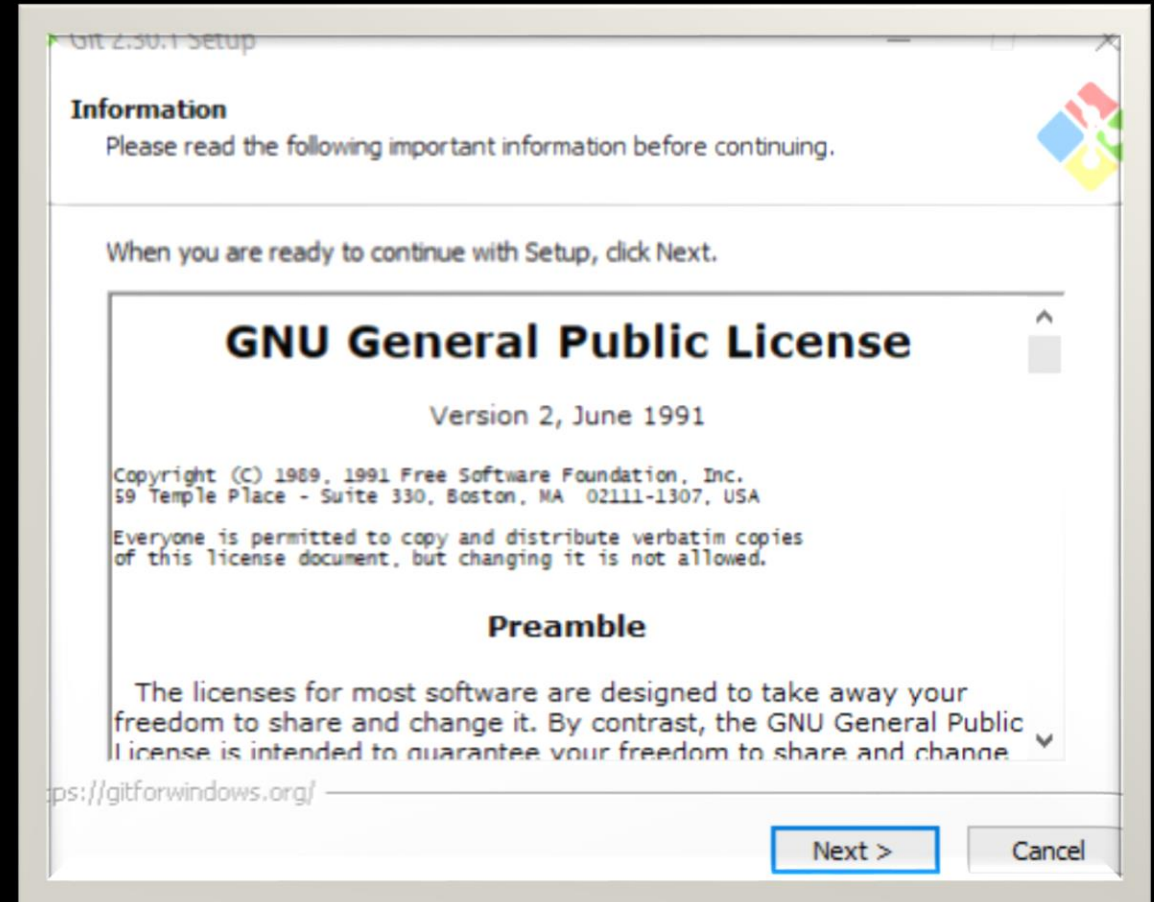 Git 2.30.1 Setup
Information
Please read the following important information before continuing.
When you are ready to continue with Setup, click Next.
GNU General Public License
Version 2, June 1991
Copyright (C) 1989, 1991 Free Software Foundation, Inc.
59 Temple Place - Suite 330, Boston, MA  02111-1307, USA
Everyone is permitted to copy and distribute verbatim copies
of this license document, but changing it is not allowed.
Preamble
The licenses for most software are designed to take away your
freedom to share and change it. By contrast, the GNU General Public
License is intended to guarantee your freedom to share and change
ps://gitforwindows.org/
Next >
Cancel